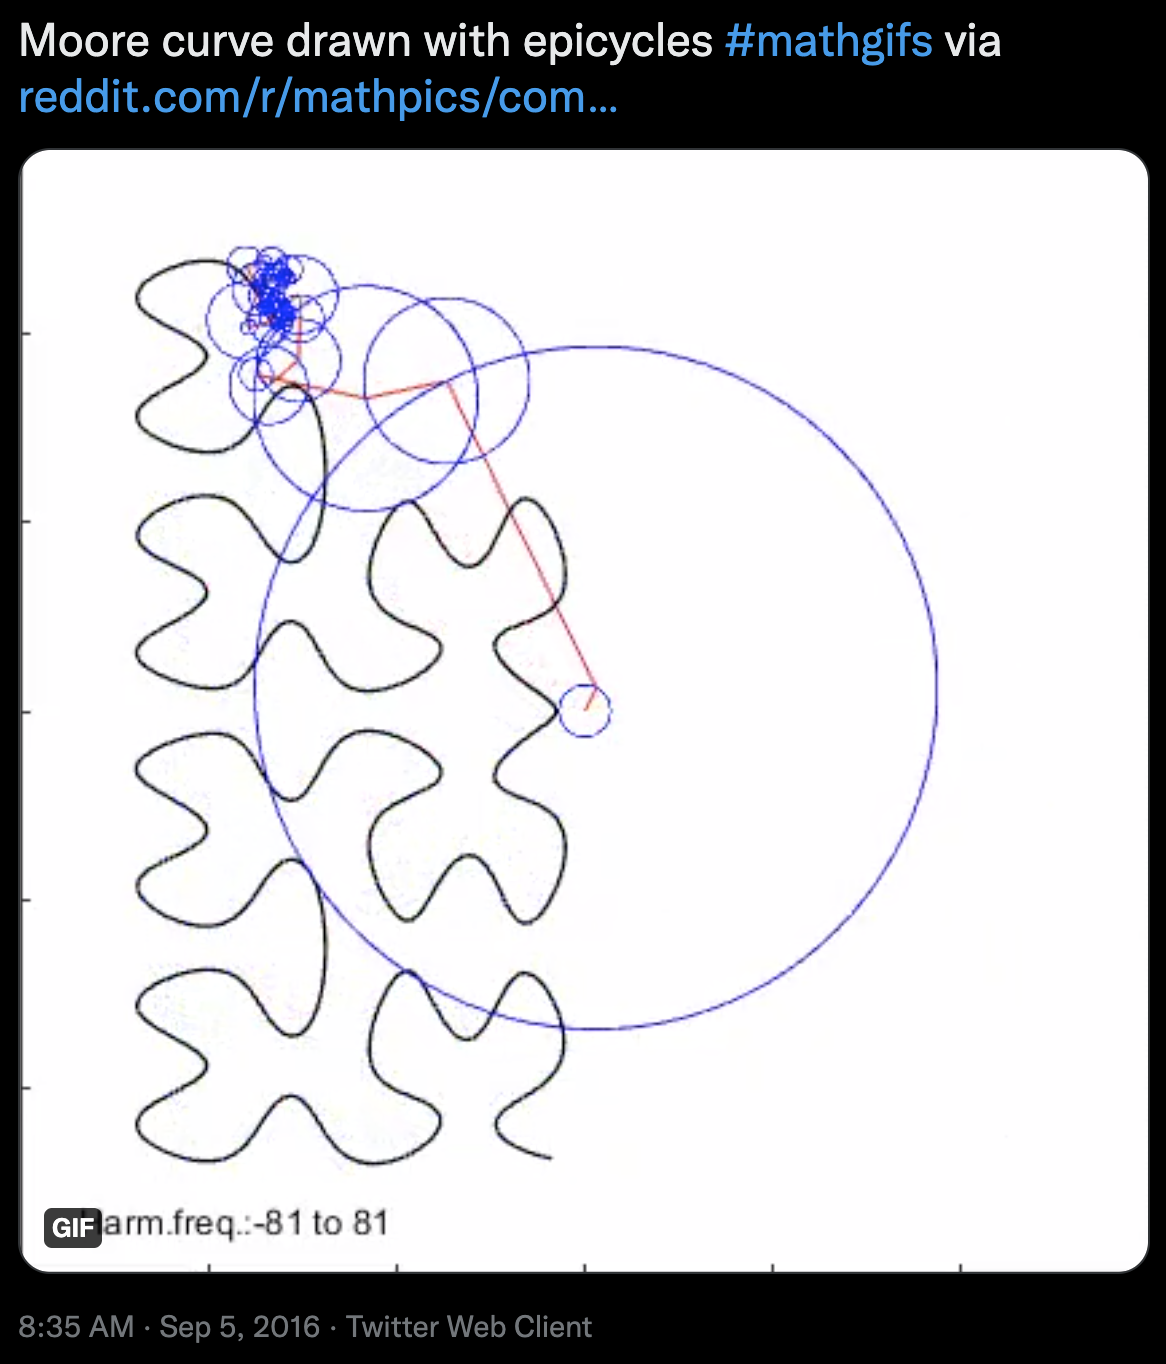 Moore curve drawn with epicycles #mathgifs via
reddit.com/r/mathpics/com…
GIF
arm.freq.:-81 to 81
8:35 AM · Sep 5, 2016 · Twitter Web Client